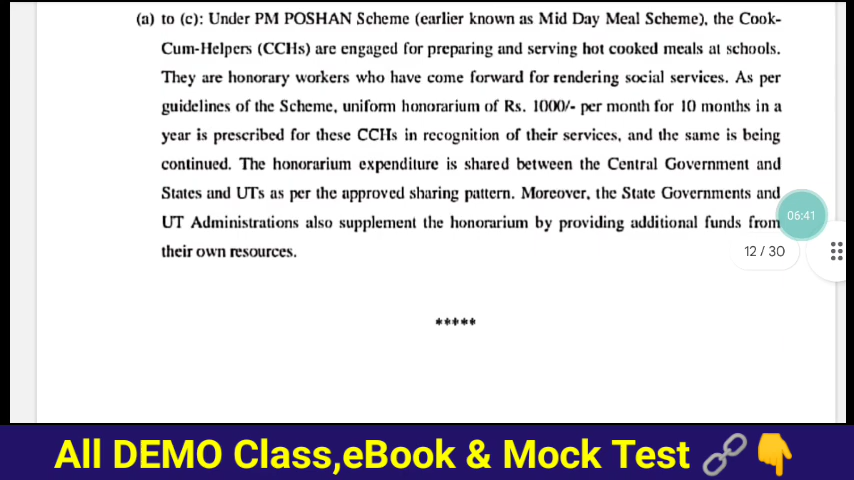 (a) to (c): Under PM POSHAN Scheme (earlier known as Mid Day Meal Scheme), the Cook-
Cum-Helpers (CCHs) are engaged for preparing and serving hot cooked meals at schools.
They are honorary workers who have come forward for rendering social services. As per
guidelines of the Scheme, uniform honorarium of Rs. 1000/- per month for 10 months in a
year is prescribed for these CCHs in recognition of their services, and the same is being
continued. The honorarium expenditure is shared between the Central Government and
States and UTs as per the approved sharing pattern. Moreover, the State Governments and
UT Administrations also supplement the honorarium by providing additional funds from
their own resources.
06:41
12 / 30
*****
All DEMO Class,eBook & Mock Test 🔗👇